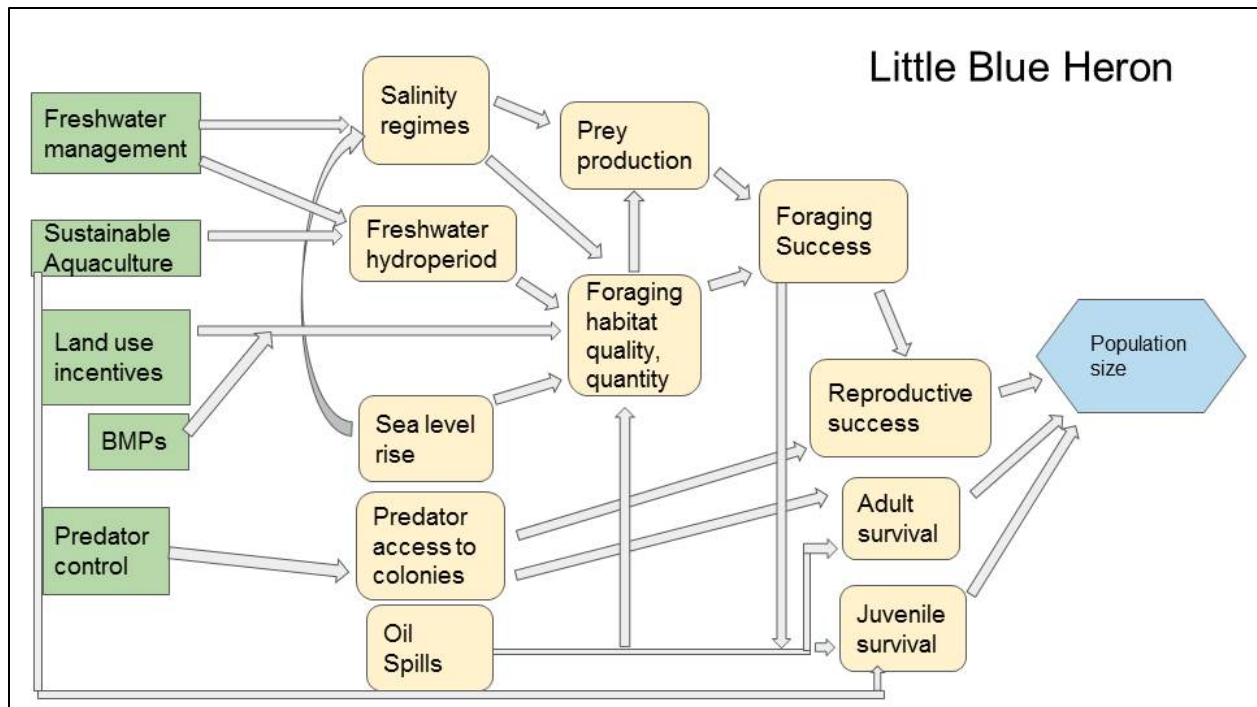 Little Blue Heron
Freshwater
management
Sustainable
Aquaculture
Land use
incentives
BMPs
Predator
control
Salinity
regimes
Freshwater
hydroperiod
Sea level
rise
Predator
access to
colonies
Oil
Spills
Prey
production
Foraging
habitat
quality,
quantity
Foraging
Success
Reproductive
success
Adult
survival
Juvenile
survival
Population
size